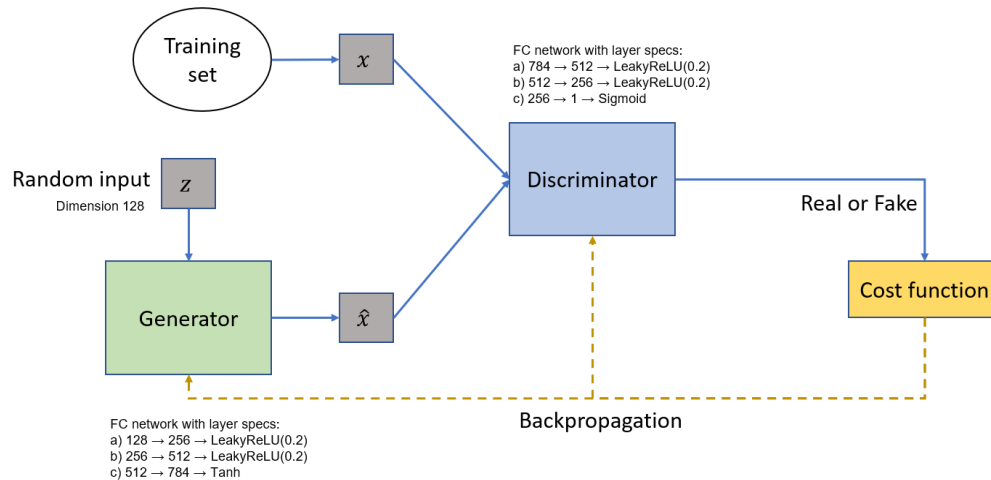 Training
set
x
FC network with layer specs:
a) 784 → 512 → LeakyReLU(0.2)
b) 512 → 256 → LeakyReLU(0.2)
c) 256 → 1 → Sigmoid
Random input
Dimension 128
z
Discriminator
Real or Fake
Generator
x̂
Cost function
Backpropagation
FC network with layer specs:
a) 128 → 256 → LeakyReLU(0.2)
b) 256 → 512 → LeakyReLU(0.2)
c) 512 → 784 → Tanh